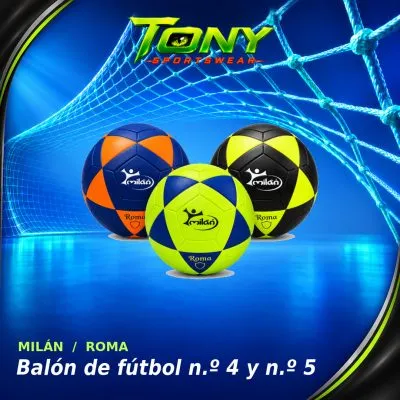 TONY
SPORTSWEAR
milán
Roma
milán
Roma
milán
Roma
MILÁN / ROMA
Balón de fútbol n.º 4 y n.º 5